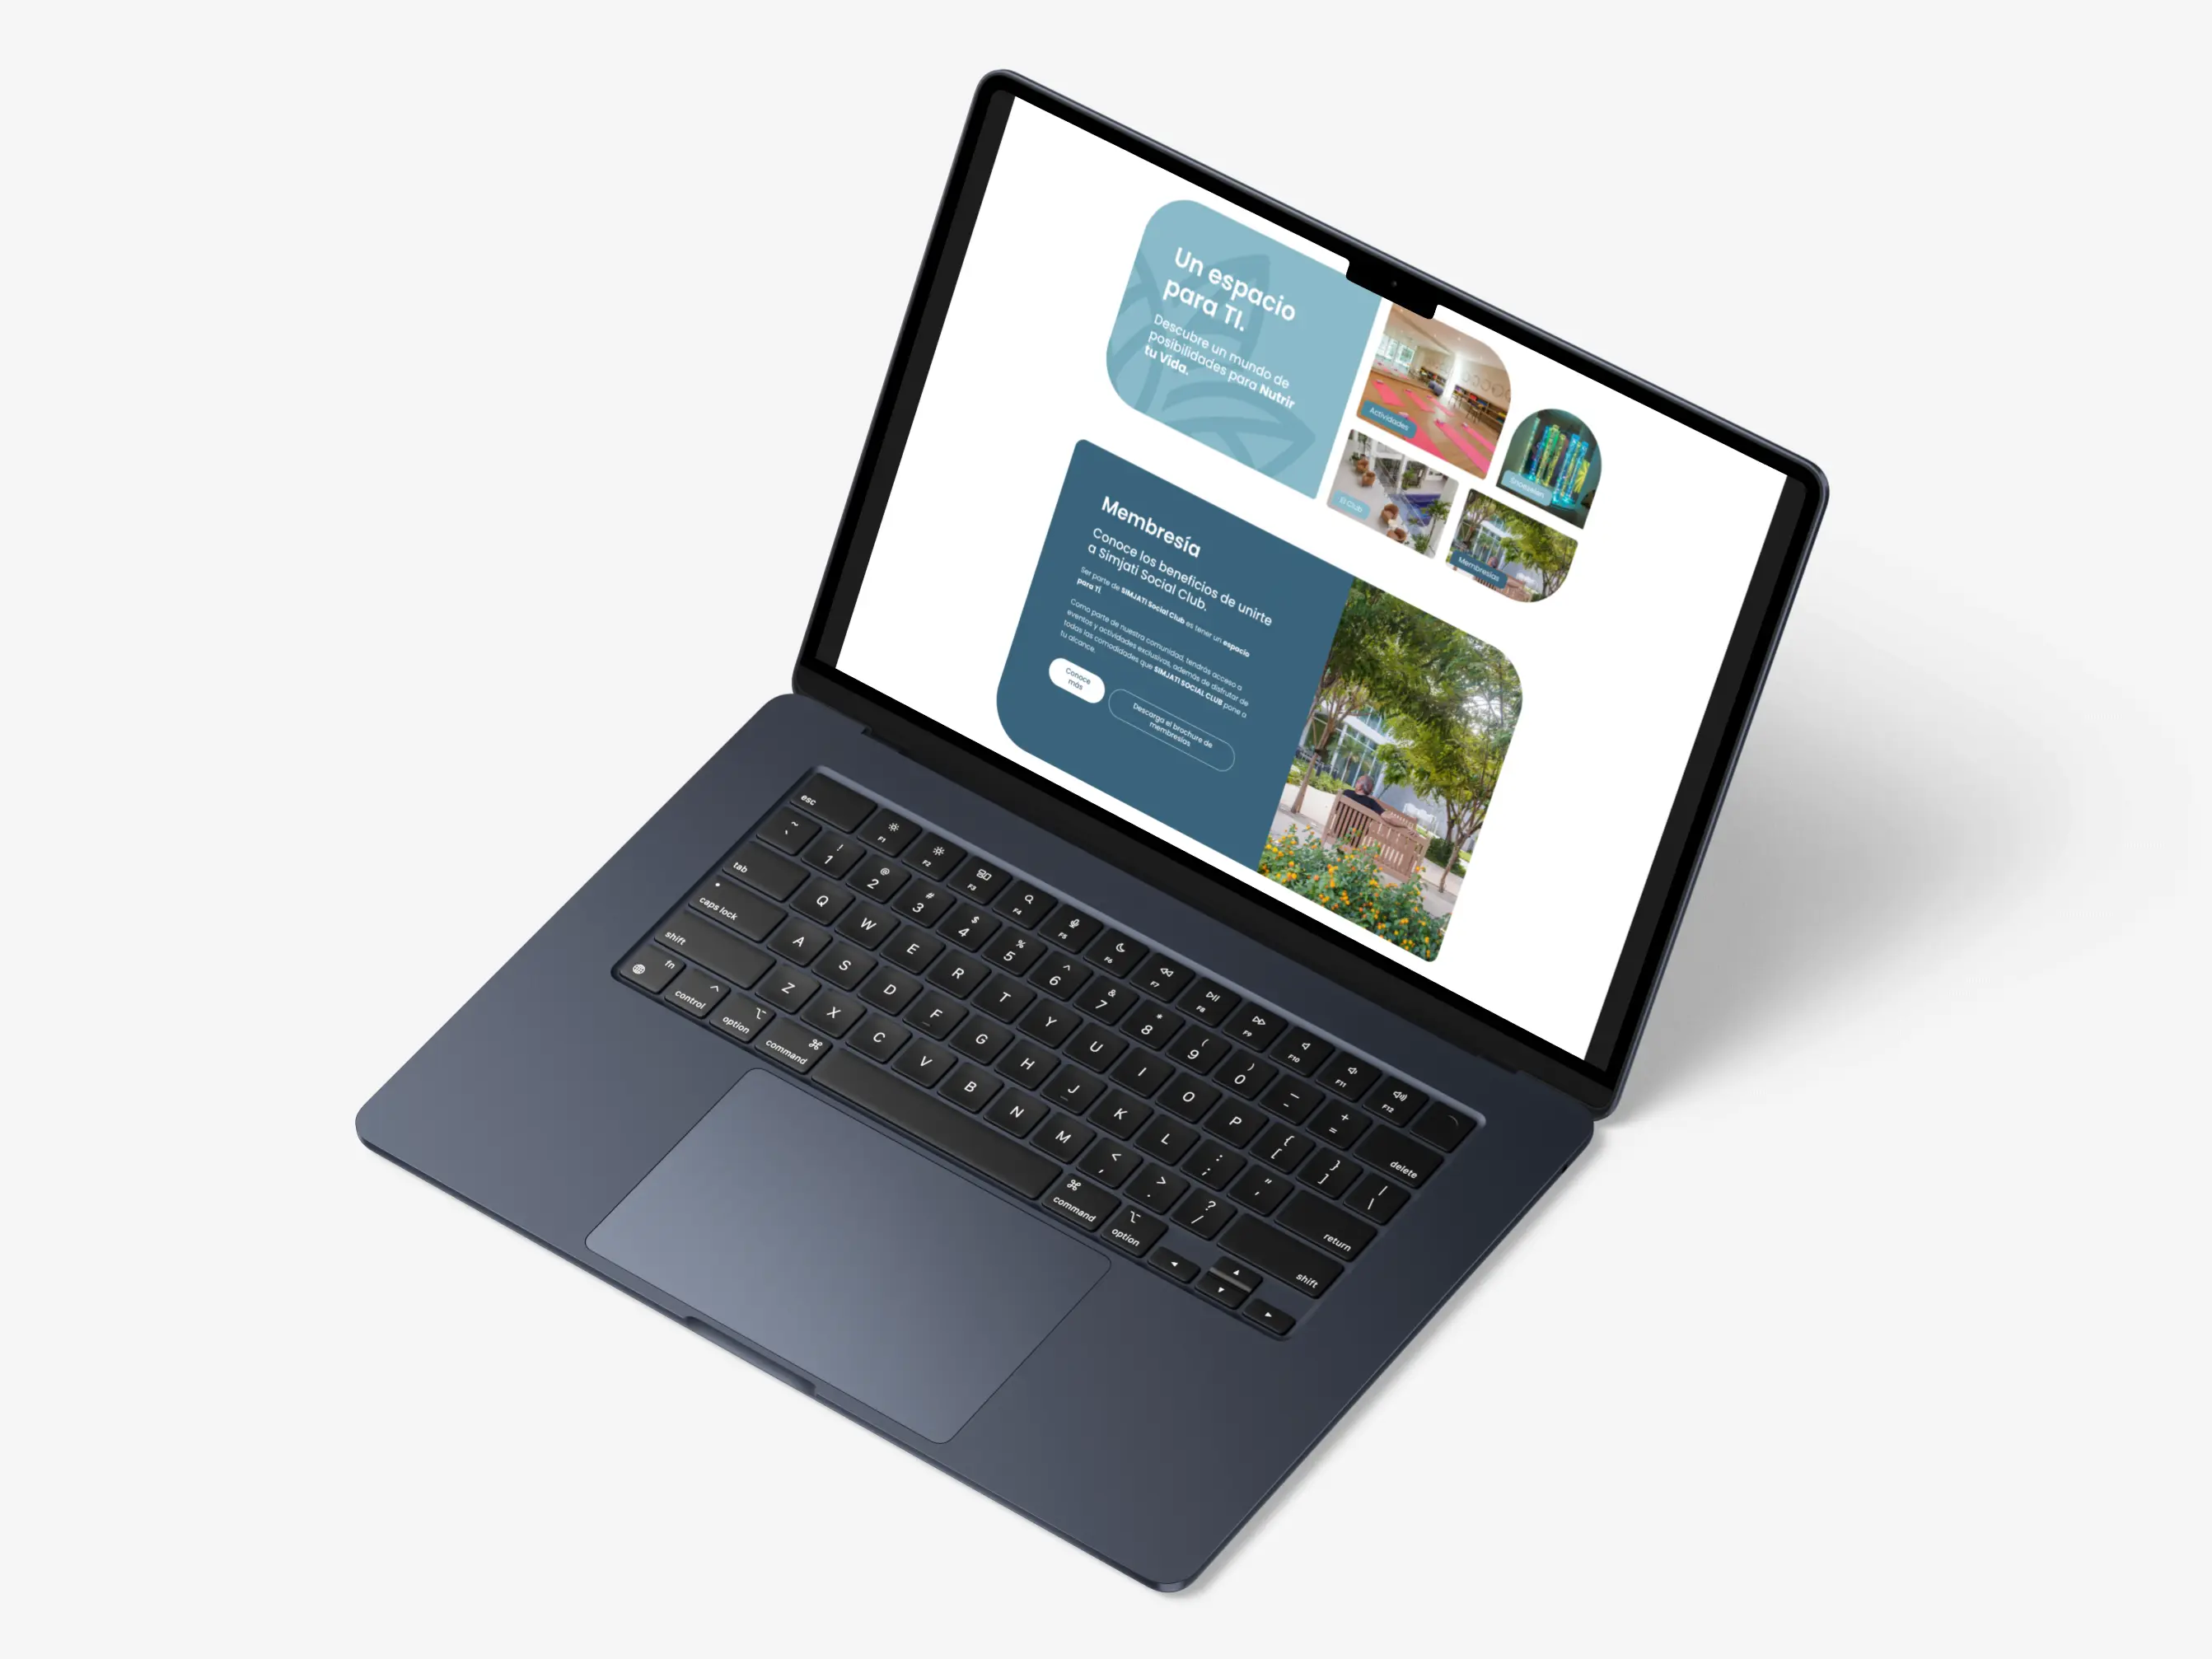 Un espacio
para TI.
Descubre un mundo de
posibilidades para Nutrir
tu Vida.
Actividades
Snoezelen
El Club
Membresías
Membresía
Conoce los beneficios de unirte
a Simjati Social Club.
Ser parte de SIMJATI Social Club es tener un espacio
para TI.
Como parte de nuestra comunidad, tendrás acceso a
eventos y actividades exclusivas, además de disfrutar de
todas las comodidades que SIMJATI SOCIAL CLUB pone a
tu alcance.
Conoce
más
Descarga el brochure de
membresías
esc F1 F2 F3 F4 F5 F6 F7 F8 F9 F10 F11 F12
~ ` ! 1 @ 2 # 3 $ 4 % 5 ^ 6 & 7 * 8 ( 9 ) 0 _ - + = delete
tab Q W E R T Y U I O P { [ } ] | \
caps lock A S D F G H J K L : ; " ' return
shift Z X C V B N M < , > . ? / shift
fn control option command command option